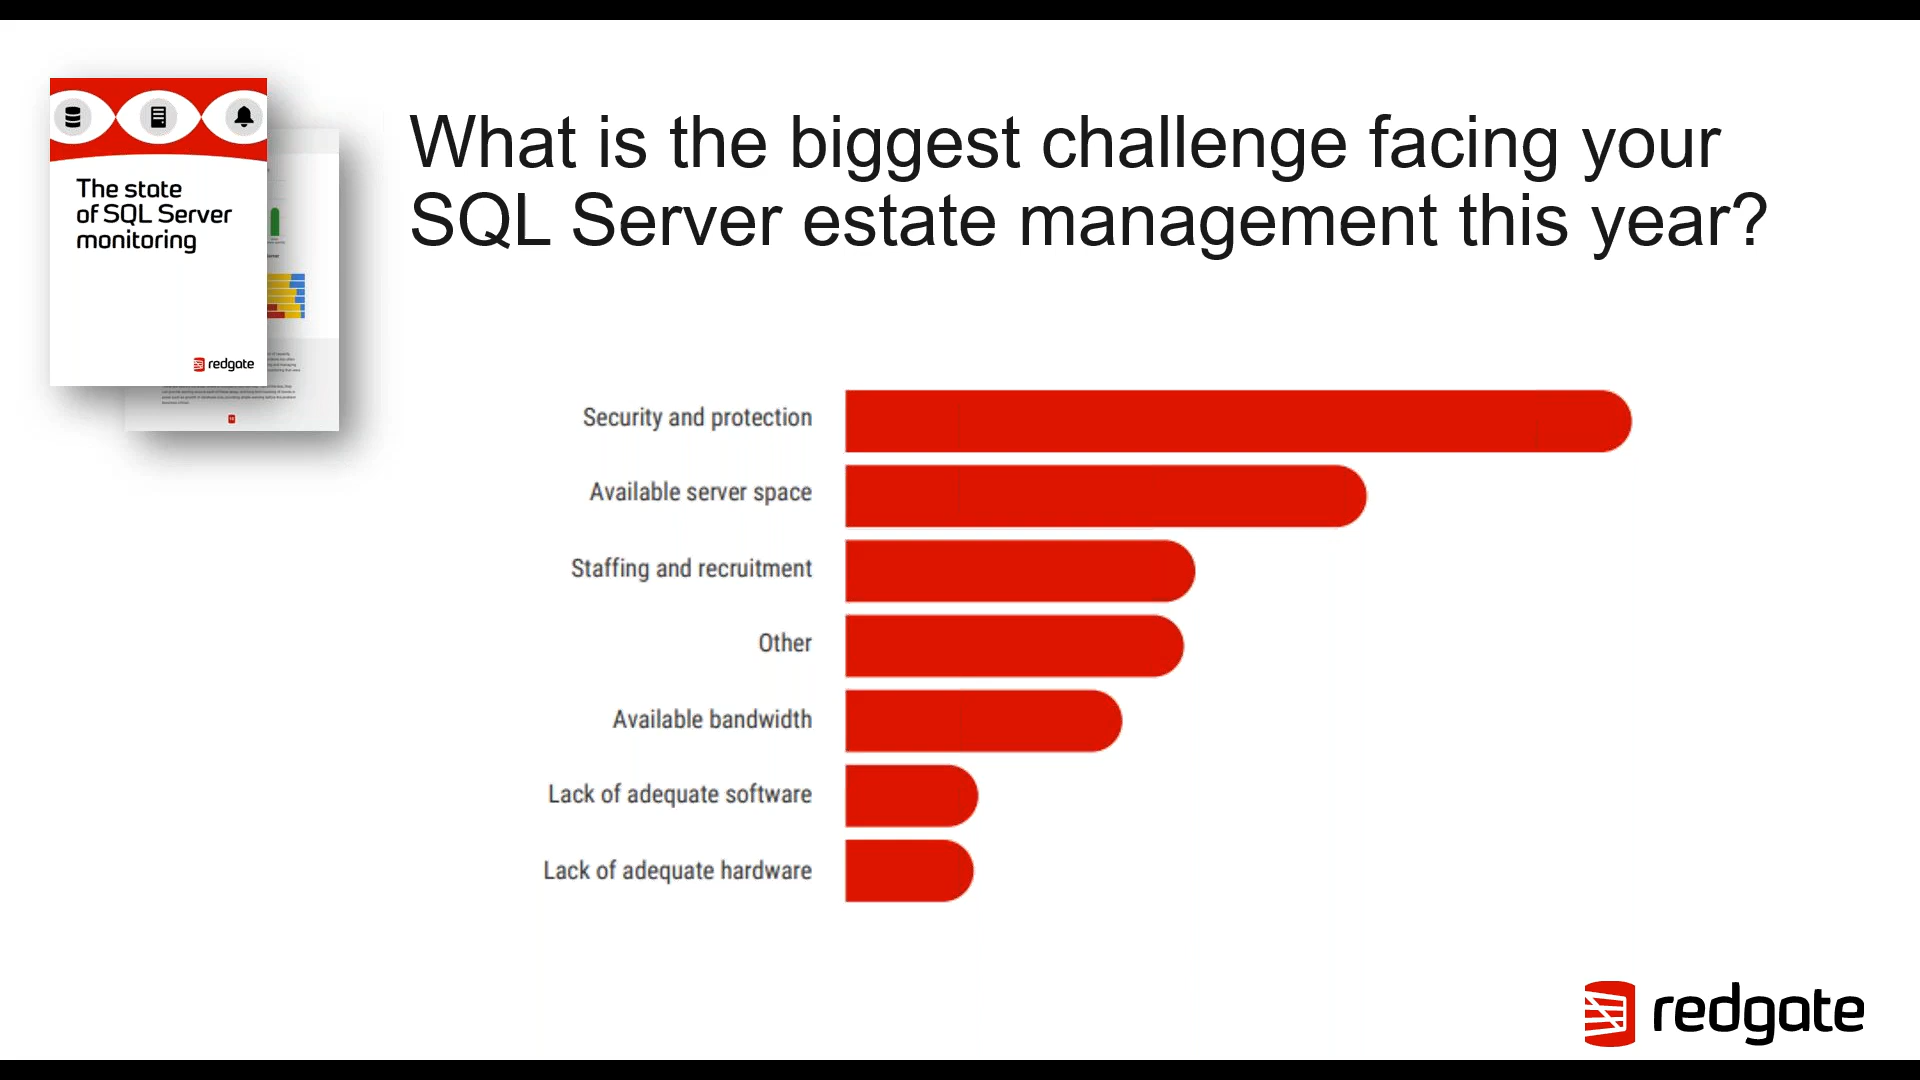 The state
of SQL Server
monitoring
redgate
What is the biggest challenge facing your
SQL Server estate management this year?
Security and protection
Available server space
Staffing and recruitment
Other
Available bandwidth
Lack of adequate software
Lack of adequate hardware
redgate